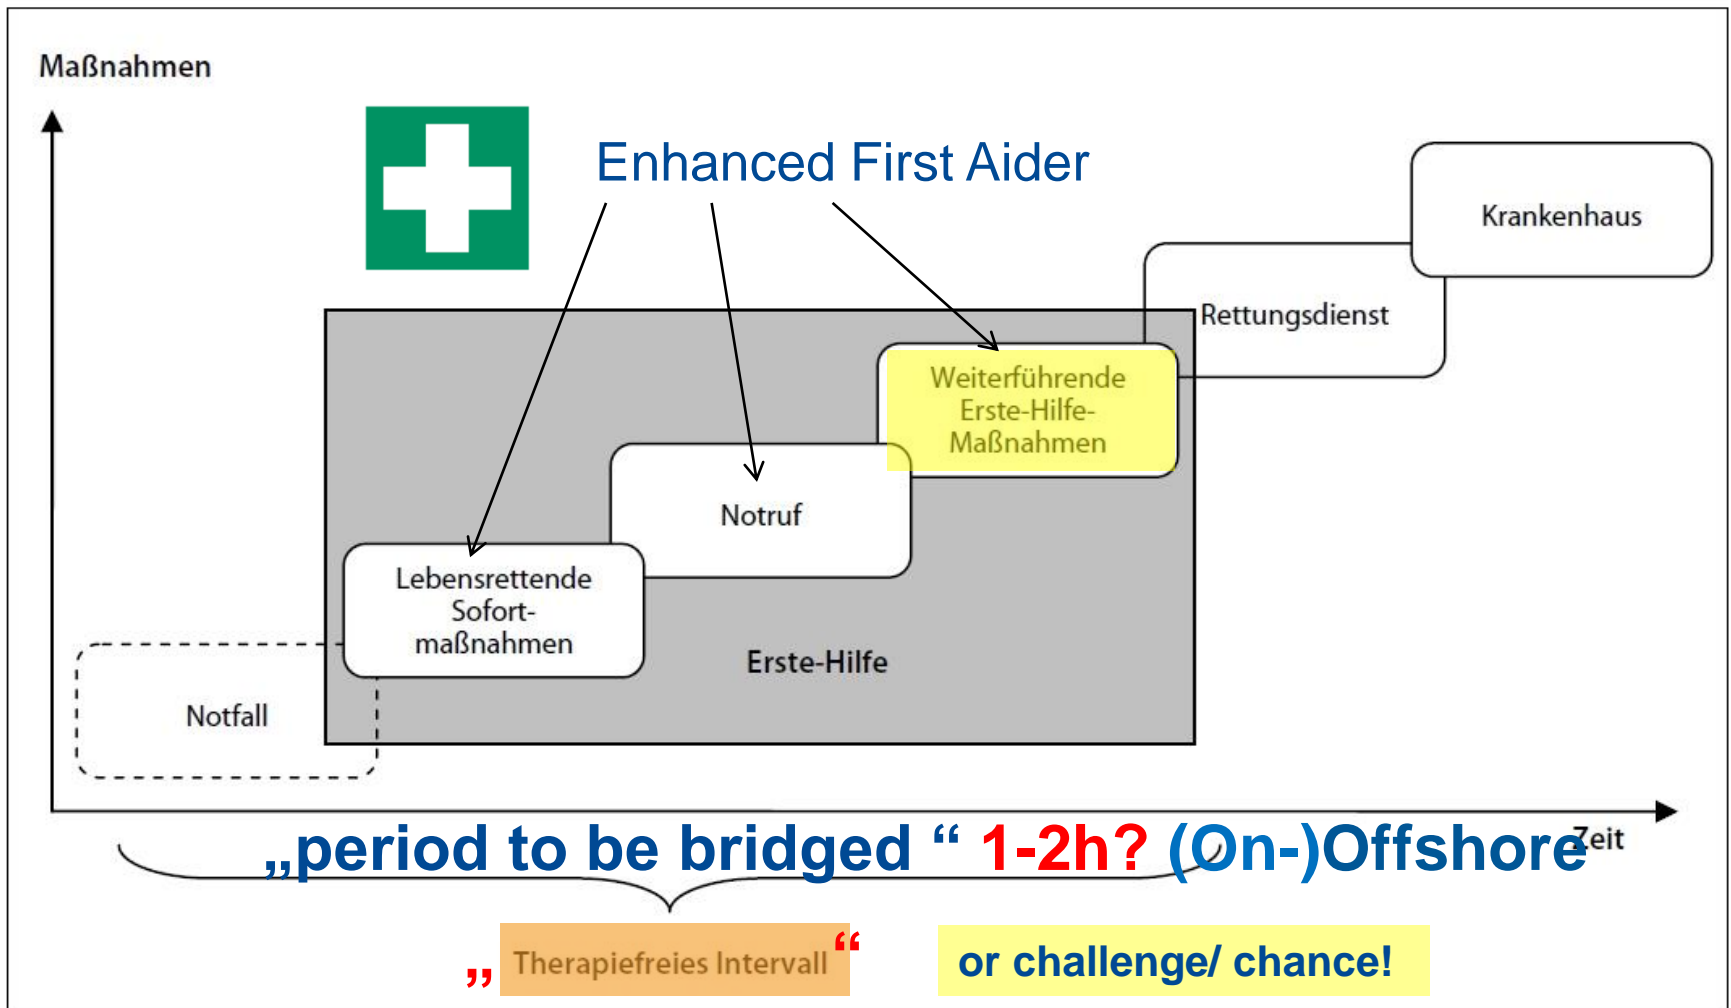 Maßnahmen
Enhanced First Aider
Krankenhaus
Rettungsdienst
Weiterführende
Erste-Hilfe-
Maßnahmen
Notruf
Lebensrettende
Sofort-
maßnahmen
Erste-Hilfe
Notfall
„period to be bridged “ 1-2h? (On-)Offshore
Zeit
„ Therapiefreies Intervall “
or challenge/ chance!